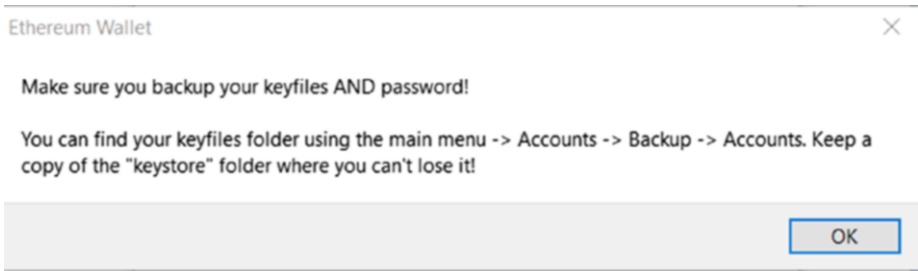 Ethereum Wallet
Make sure you backup your keyfiles AND password!
You can find your keyfiles folder using the main menu -> Accounts -> Backup -> Accounts. Keep a
copy of the "keystore" folder where you can't lose it!
OK